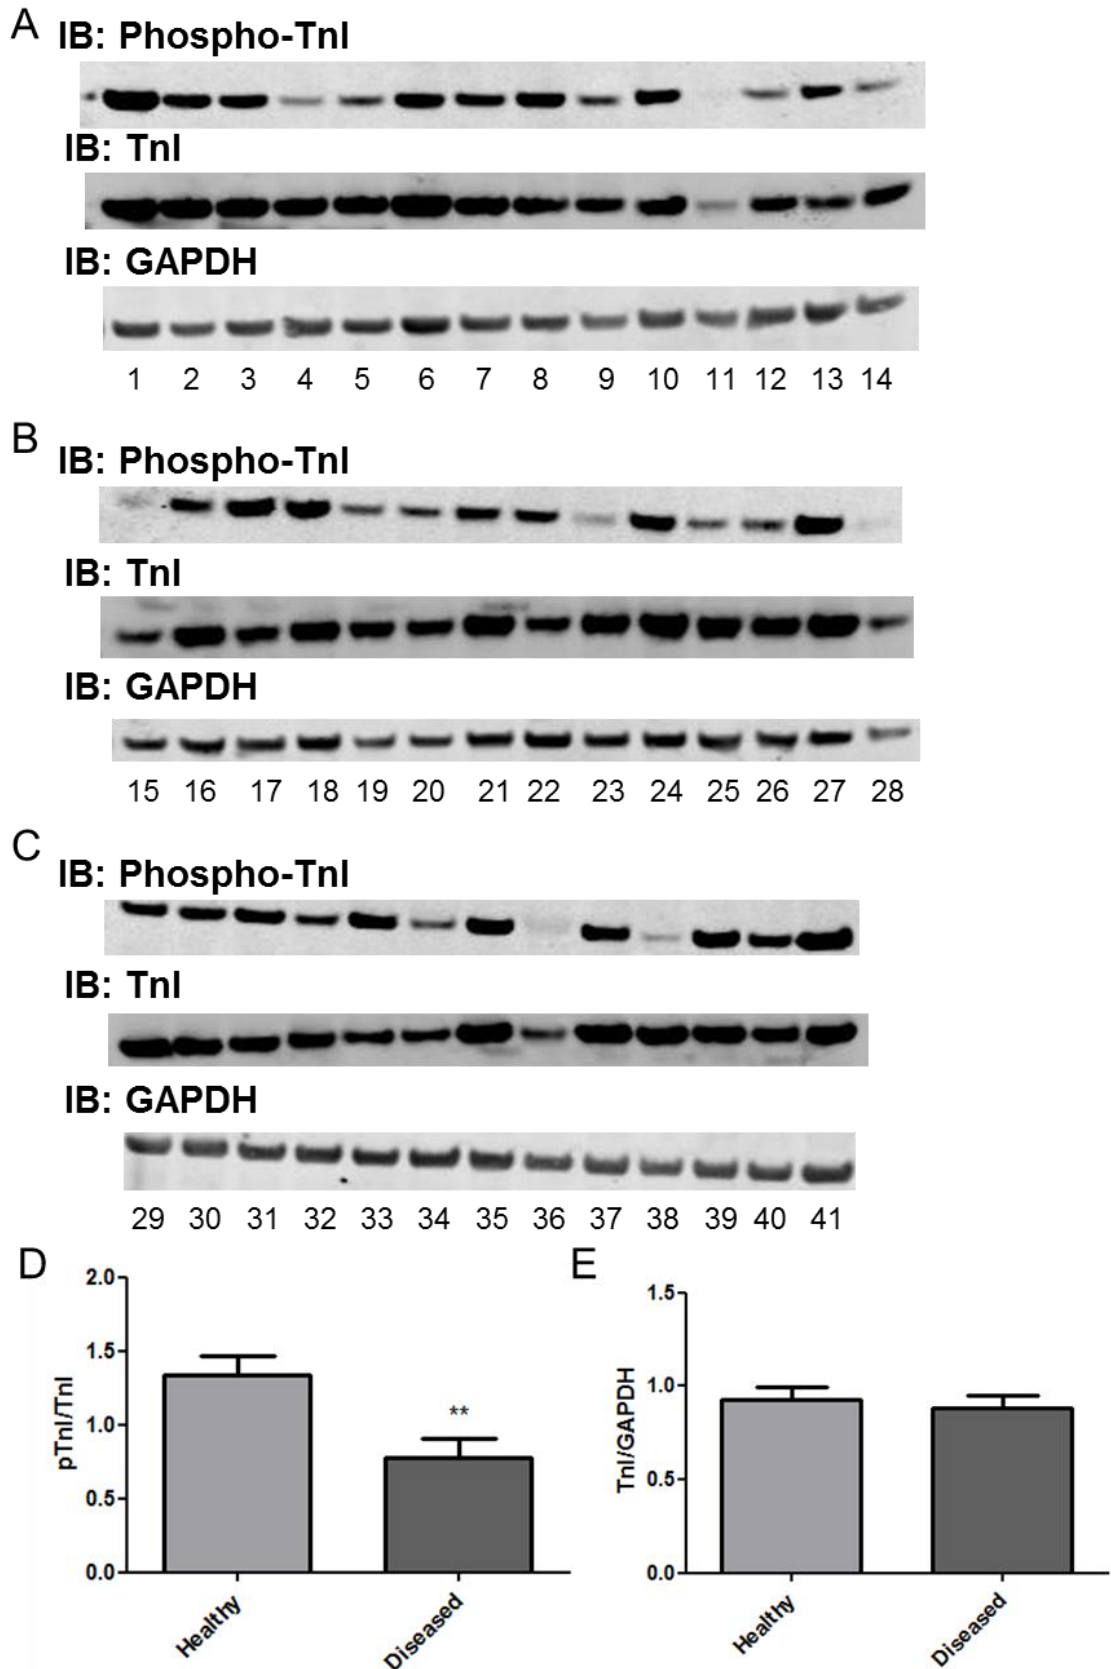 A
IB: Phospho-TnI
IB: TnI
IB: GAPDH
1 2 3 4 5 6 7 8 9 10 11 12 13 14
B
IB: Phospho-TnI
IB: TnI
IB: GAPDH
15 16 17 18 19 20 21 22 23 24 25 26 27 28
C
IB: Phospho-TnI
IB: TnI
IB: GAPDH
29 30 31 32 33 34 35 36 37 38 39 40 41
D
2.0
1.5
1.0
0.5
0.0
pTnI/TnI
**
Healthy
Diseased
E
1.5
1.0
0.5
0.0
TnI/GAPDH
Healthy
Diseased